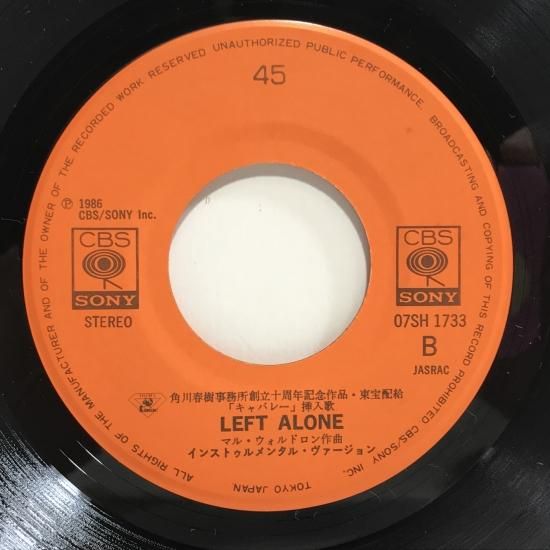 ALL RIGHTS OF THE MANUFACTURER AND OF THE OWNER OF THE RECORDED WORK RESERVED UNAUTHORIZED PUBLIC PERFORMANCE, BROADCASTING AND COPYING OF THIS RECORD PROHIBITED CBS/SONY INC. TOKYO JAPAN.
45
Ⓟ 1986
CBS/SONY Inc.
CBS
SONY
STEREO
CBS
SONY
07SH 1733
B
JASRAC
角川春樹事務所創立十周年記念作品・東宝配給
「キャバレー」挿入歌
LEFT ALONE
マル・ウォルドロン作曲
インストゥルメンタル・ヴァージョン